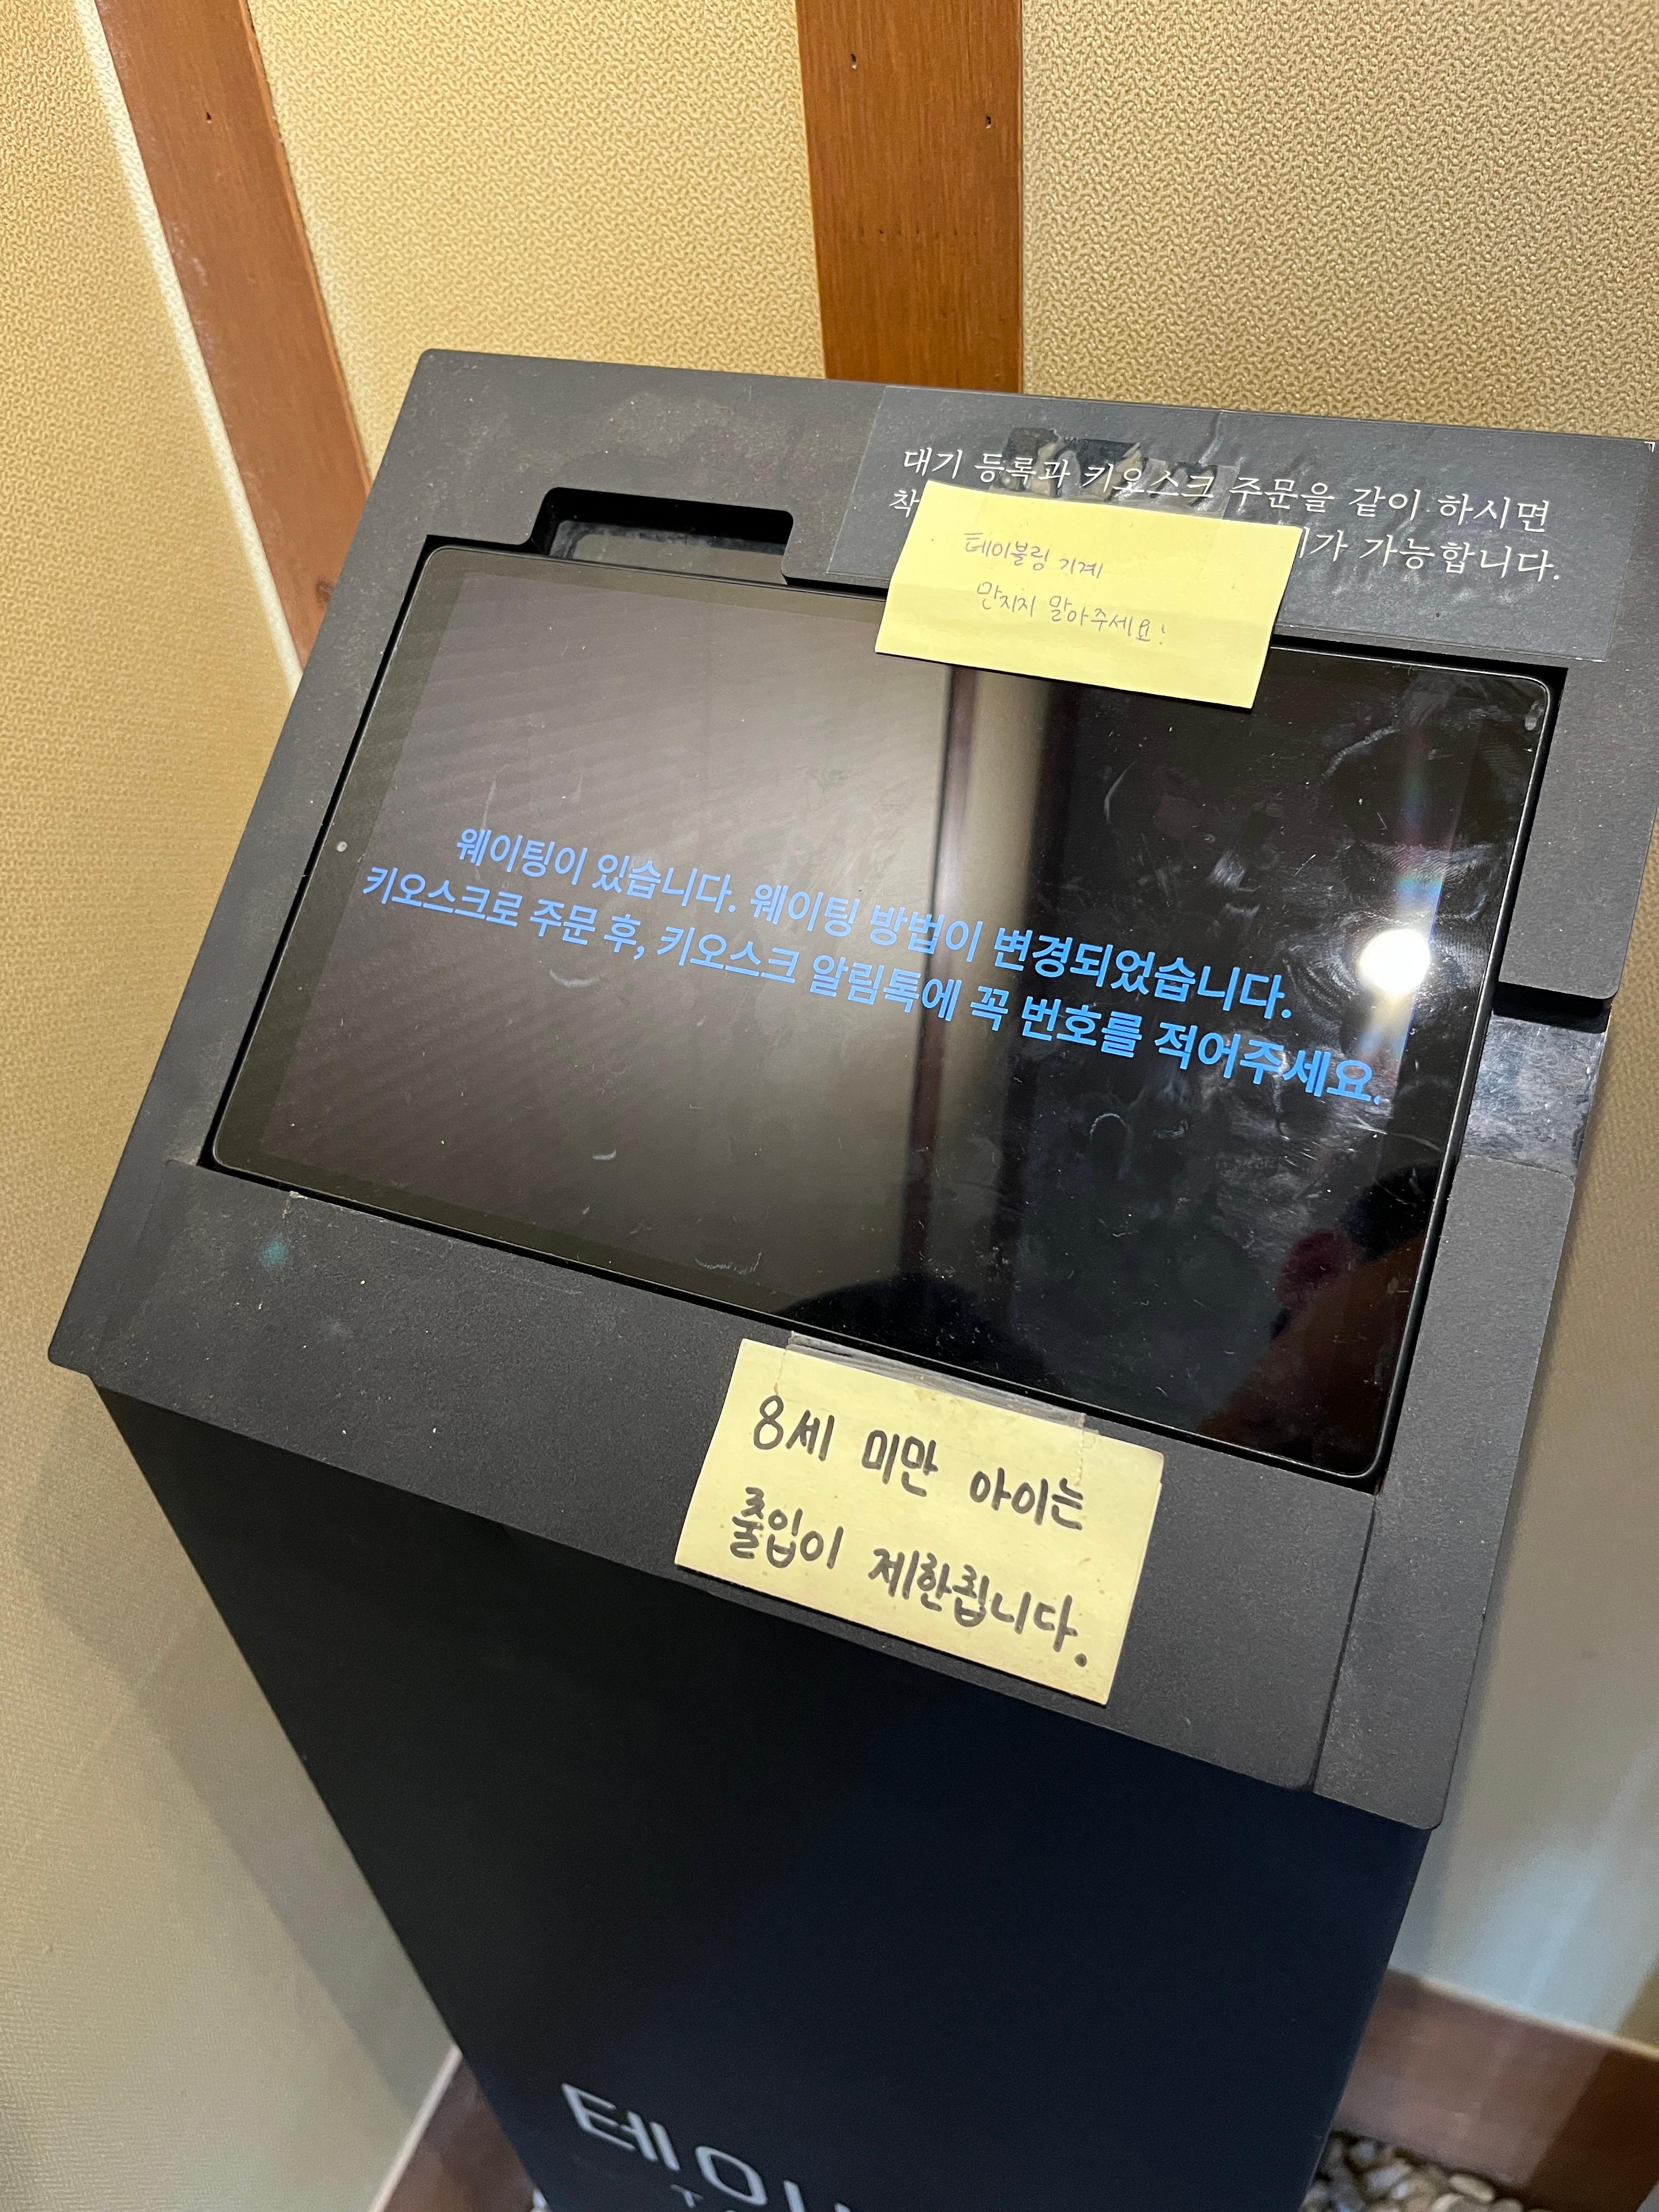 대기 등록과 키오스크 주문을 같이 하시면
가 가능합니다.
테이블링 기계
만지지 말아주세요!
웨이팅이 있습니다. 웨이팅 방법이 변경되었습니다.
키오스크로 주문 후, 키오스크 알림톡에 꼭 번호를 적어주세요.
8세 미만 아이는
출입이 제한됩니다.
테이